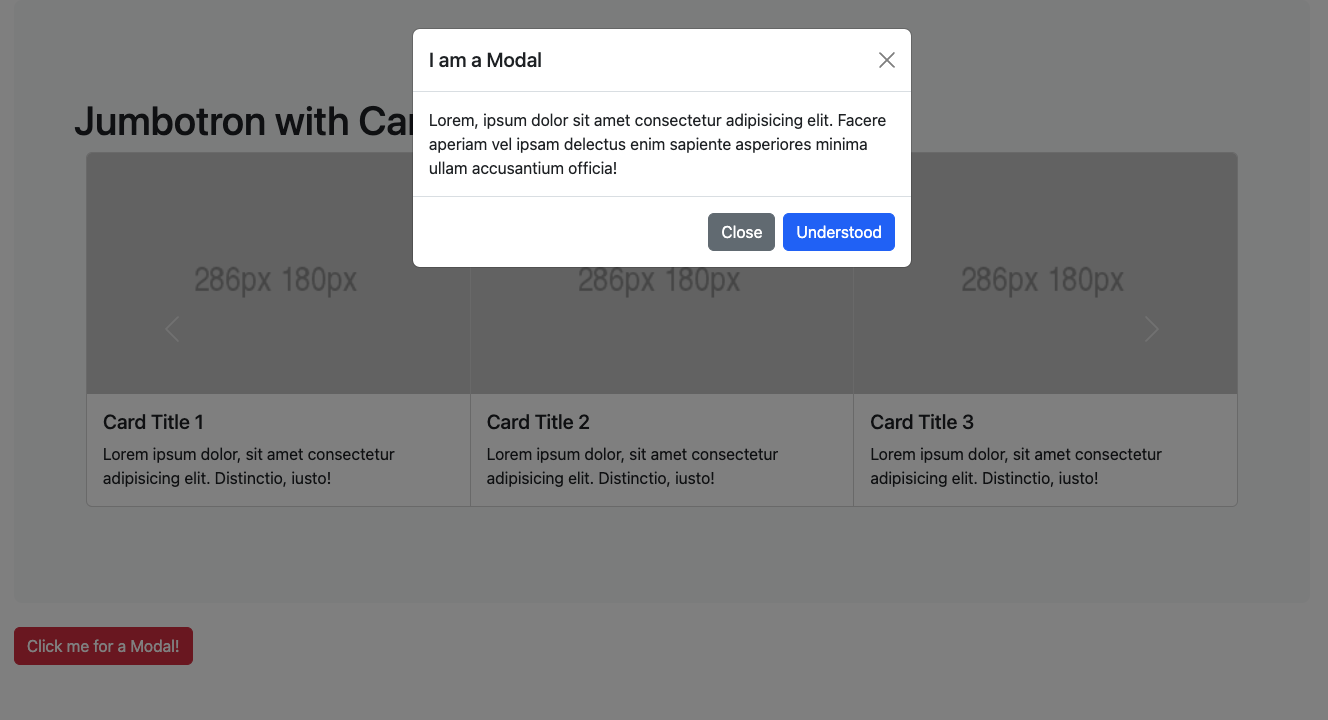 I am a Modal
Lorem, ipsum dolor sit amet consectetur adipisicing elit. Facere
aperiam vel ipsam delectus enim sapiente asperiores minima
ullam accusantium officia!
Close Understood
Jumbotron with
286px 180px
286px 180px
286px 180px
Card Title 1
Lorem ipsum dolor, sit amet consectetur
adipisicing elit. Distinctio, iusto!
Card Title 2
Lorem ipsum dolor, sit amet consectetur
adipisicing elit. Distinctio, iusto!
Card Title 3
Lorem ipsum dolor, sit amet consectetur
adipisicing elit. Distinctio, iusto!
Click me for a Modal!